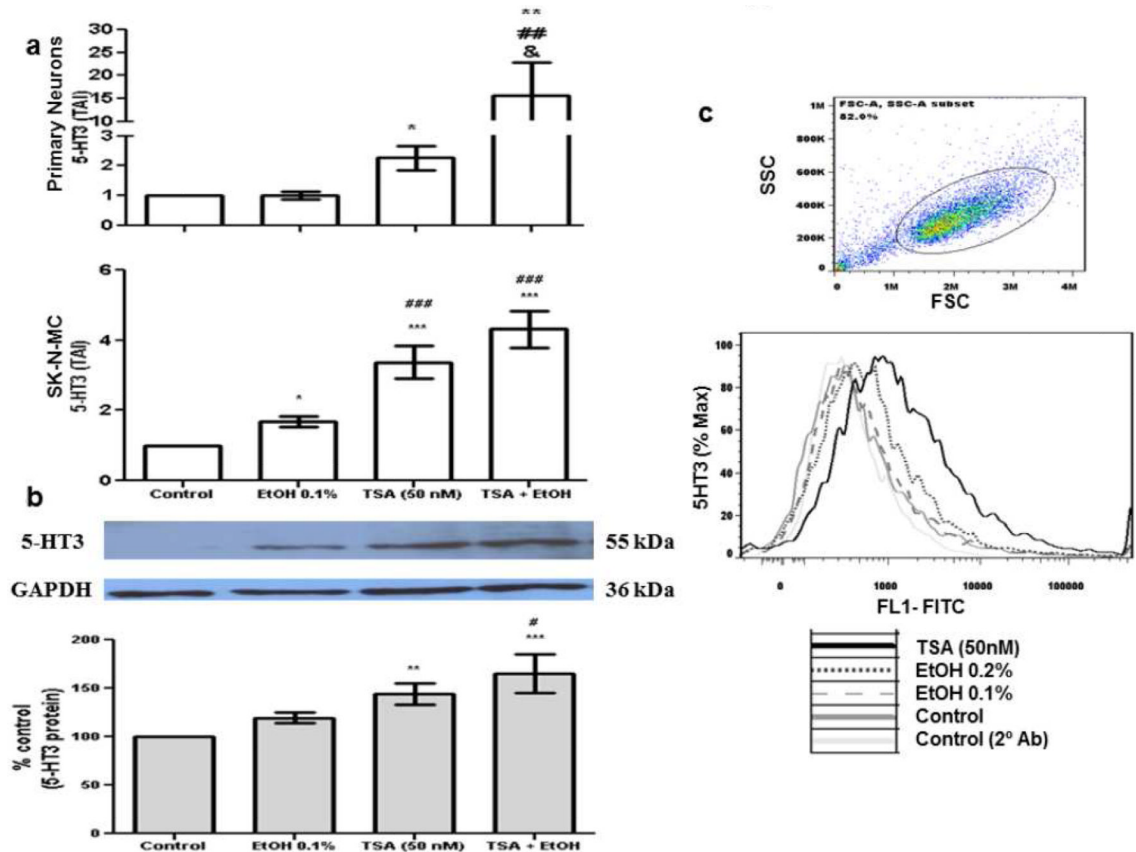 a
Primary Neurons
5-HT3 (TAI)
30
25
20
15
10
3
2
1
0
*
**
##
&
SK-N-MC
5-HT3 (TAI)
6
4
2
0
*
###
***
###
***
Control
EtOH 0.1%
TSA (50 nM)
TSA + EtOH
b
5-HT3
55 kDa
GAPDH
36 kDa
% control
(5-HT3 protein)
200
150
100
50
0
**
#
***
Control
EtOH 0.1%
TSA (50 nM)
TSA + EtOH
c
FSC-A, SSC-A subset
82.0%
SSC
1M
800K
600K
400K
200K
0
0
1M
2M
3M
4M
FSC
5HT3 (% Max)
100
80
60
40
20
0
0
1000
10000
100000
FL1- FITC
TSA (50nM)
EtOH 0.2%
EtOH 0.1%
Control
Control (2º Ab)